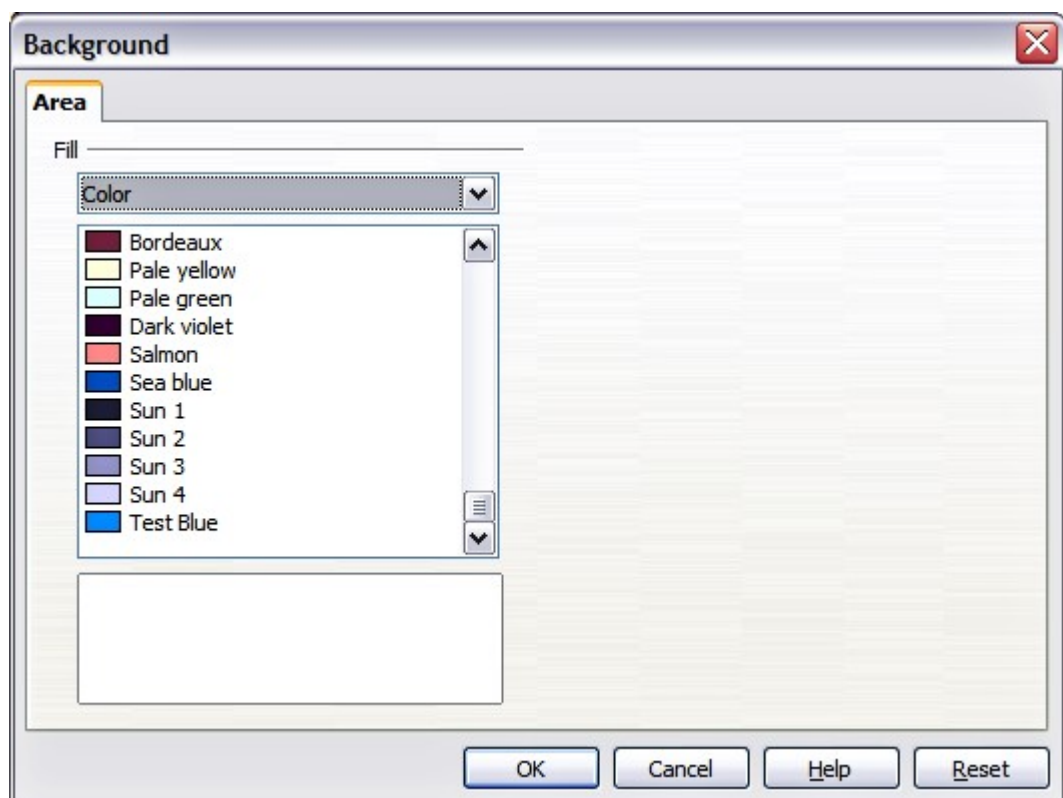 Background
Area
Fill
Color
Bordeaux
Pale yellow
Pale green
Dark violet
Salmon
Sea blue
Sun 1
Sun 2
Sun 3
Sun 4
Test Blue
OK Cancel Help Reset